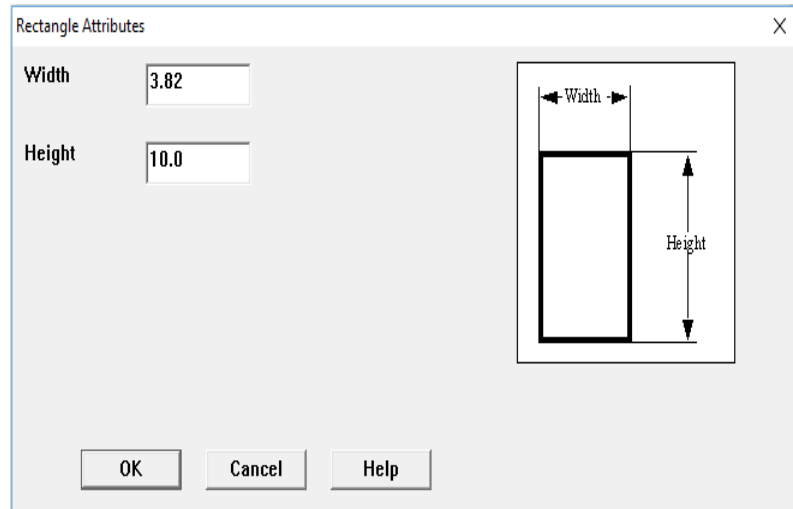 Rectangle Attributes
Width 3.82
Height 10.0
Width
Height
OK Cancel Help